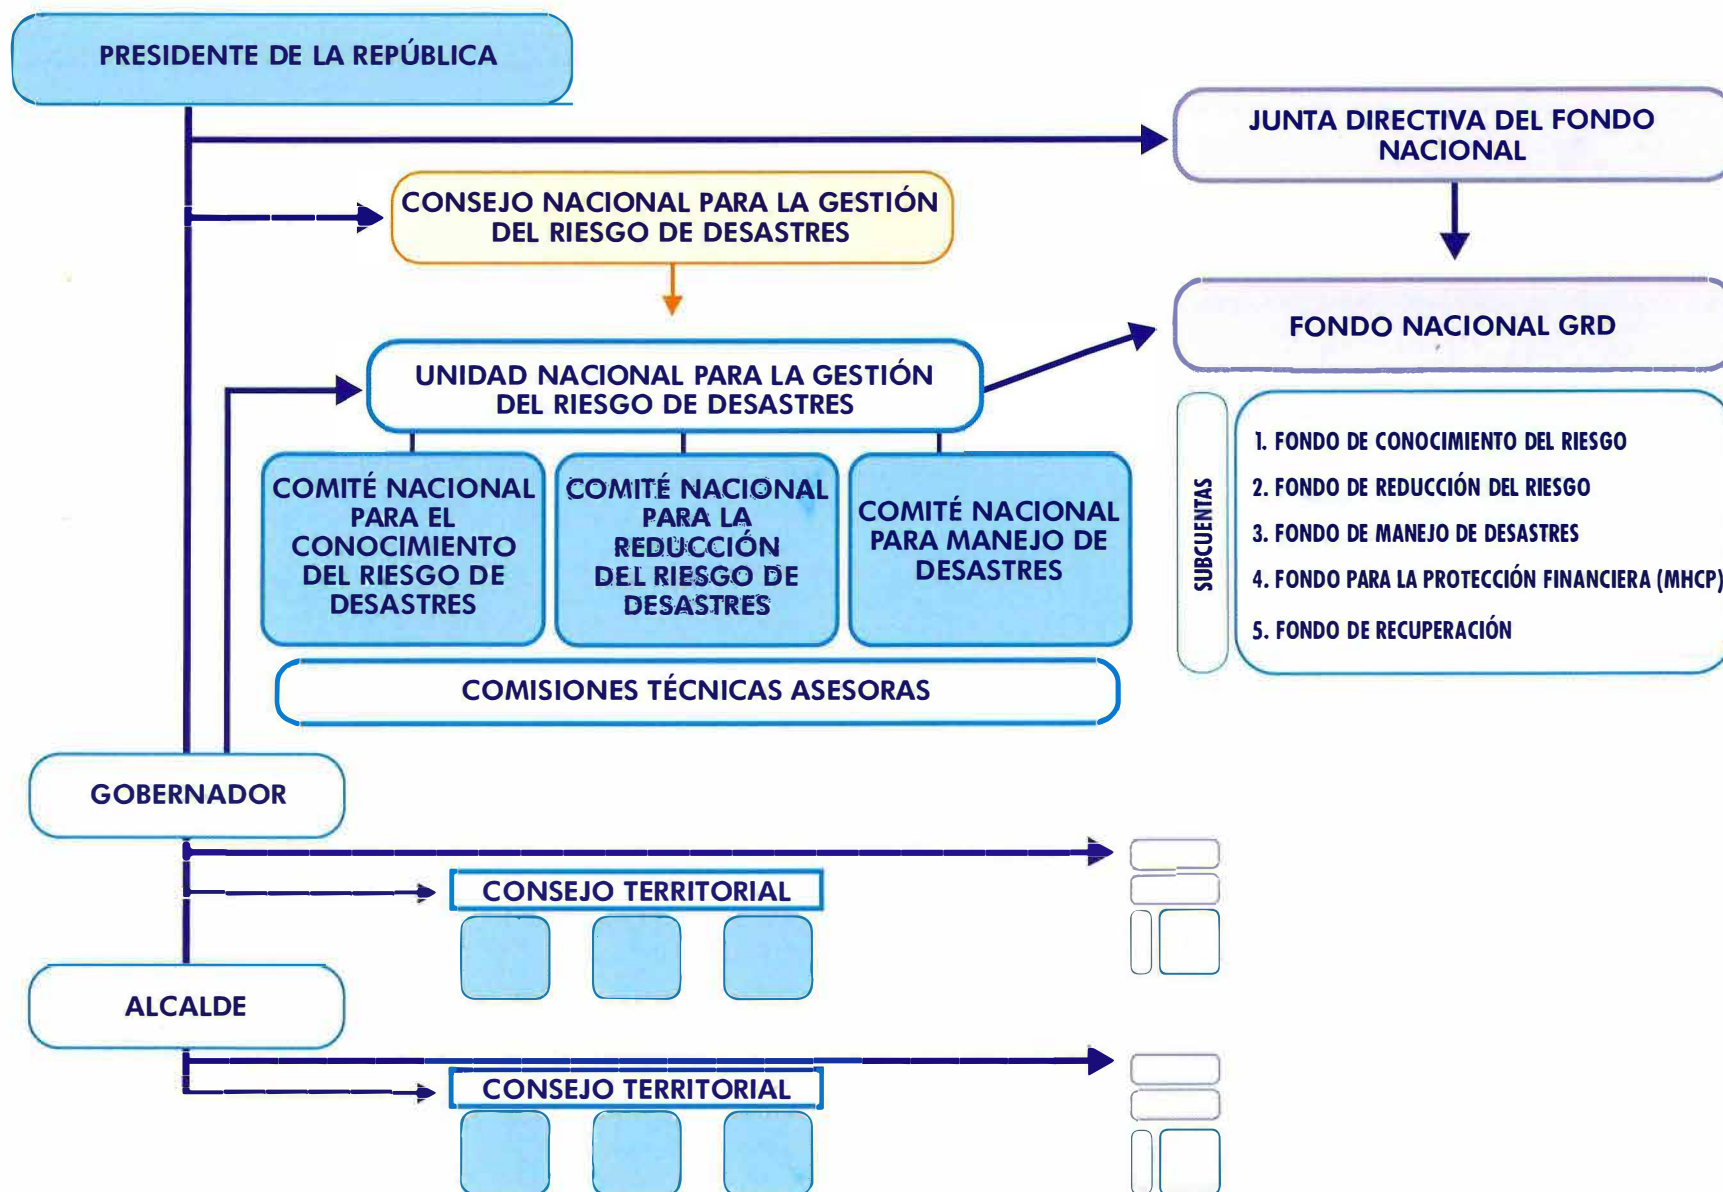 PRESIDENTE DE LA REPÚBLICA
JUNTA DIRECTIVA DEL FONDO
NACIONAL
CONSEJO NACIONAL PARA LA GESTIÓN
DEL RIESGO DE DESASTRES
FONDO NACIONAL GRD
UNIDAD NACIONAL PARA LA GESTIÓN
DEL RIESGO DE DESASTRES
COMITÉ NACIONAL
PARA EL
CONOCIMIENTO
DEL RIESGO DE
DESASTRES
COMITÉ NACIONAL
PARA LA
REDUCCIÓN
DEL RIESGO DE
DESASTRES
COMITÉ NACIONAL
PARA MANEJO DE
DESASTRES
SUBCUENTAS
1. FONDO DE CONOCIMIENTO DEL RIESGO
2. FONDO DE REDUCCIÓN DEL RIESGO
3. FONDO DE MANEJO DE DESASTRES
4. FONDO PARA LA PROTECCIÓN FINANCIERA (MHCP)
5. FONDO DE RECUPERACIÓN
COMISIONES TÉCNICAS ASESORAS
GOBERNADOR
CONSEJO TERRITORIAL
ALCALDE
CONSEJO TERRITORIAL